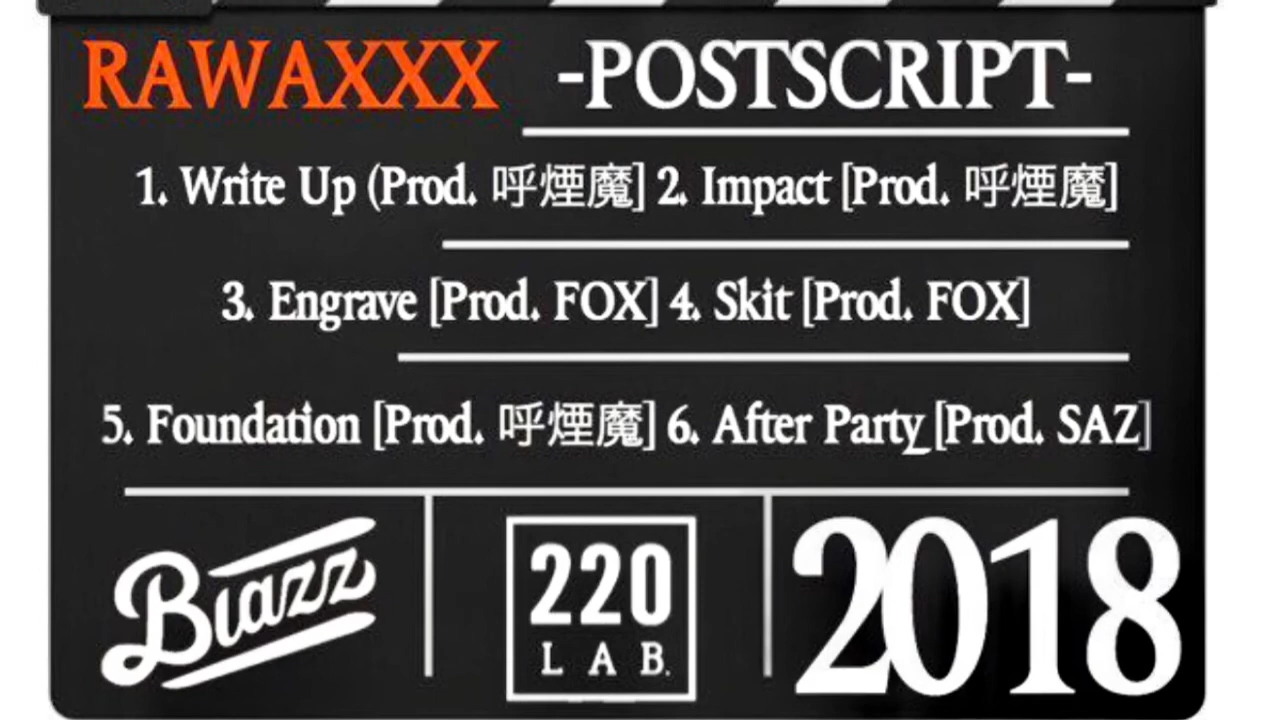 RAWAXXX -POSTSCRIPT-
1. Write Up (Prod. 呼煙魔] 2. Impact [Prod. 呼煙魔]
3. Engrave [Prod. FOX] 4. Skit [Prod. FOX]
5. Foundation [Prod. 呼煙魔] 6. After Party [Prod. SAZ]
Blazz
220
LAB.
2018